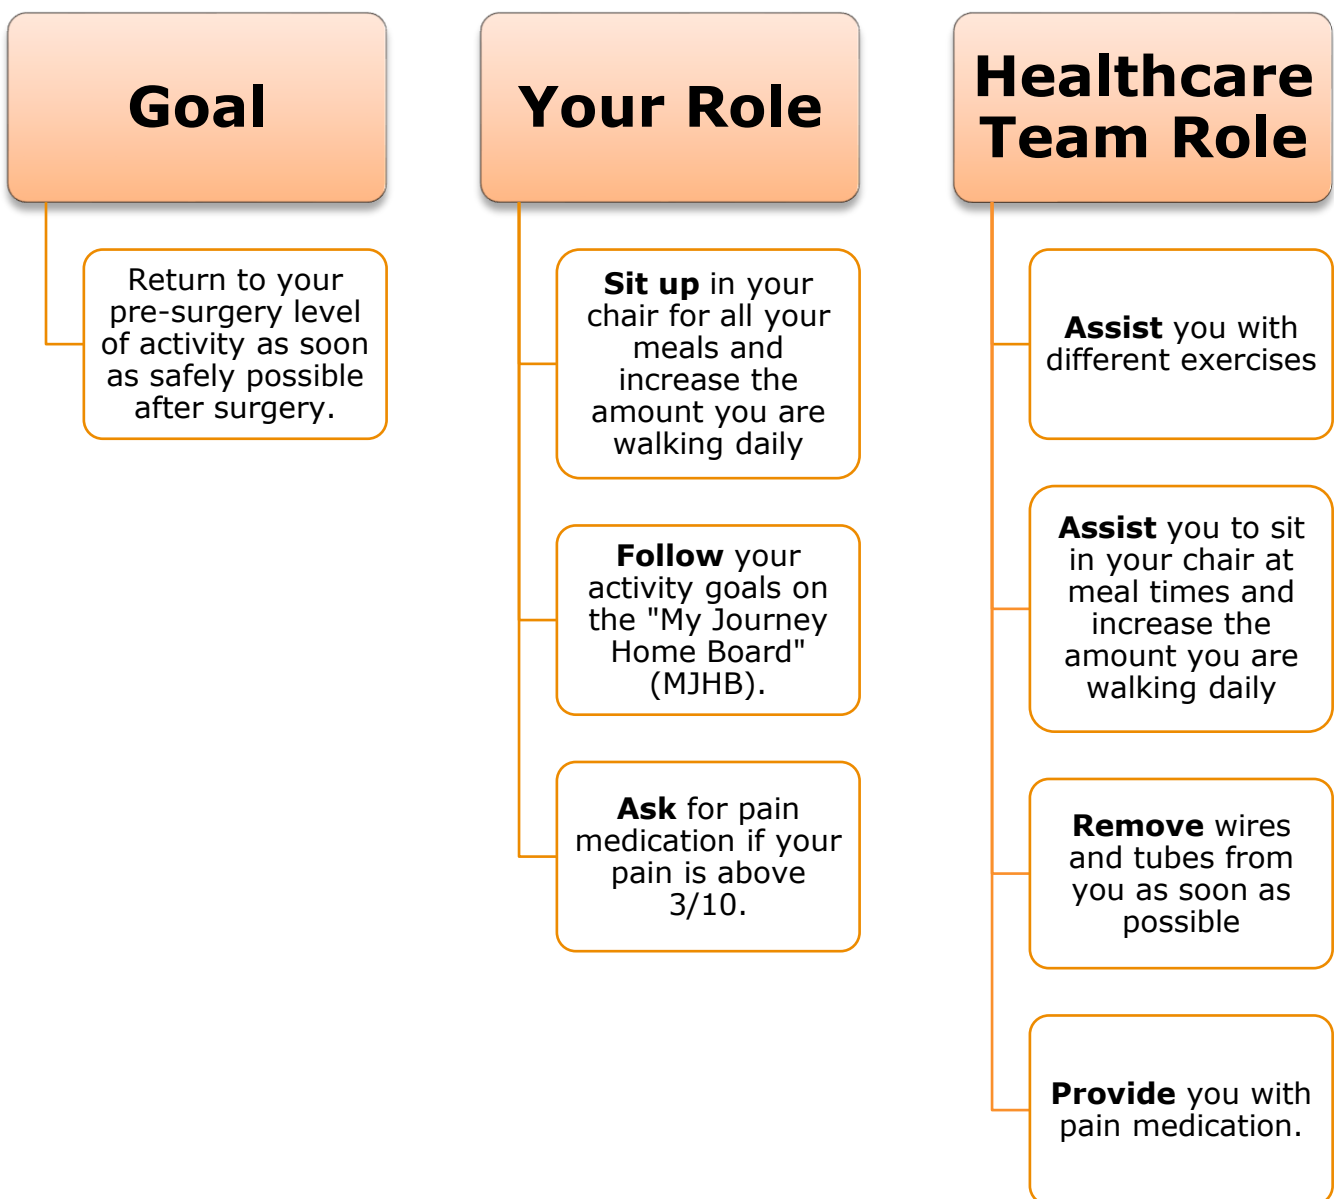 Goal
Return to your
pre-surgery level
of activity as soon
as safely possible
after surgery.
Your Role
Sit up in your
chair for all your
meals and
increase the
amount you are
walking daily
Follow your
activity goals on
the "My Journey
Home Board"
(MJHB).
Ask for pain
medication if your
pain is above
3/10.
Healthcare
Team Role
Assist you with
different exercises
Assist you to sit
in your chair at
meal times and
increase the
amount you are
walking daily
Remove wires
and tubes from
you as soon as
possible
Provide you with
pain medication.